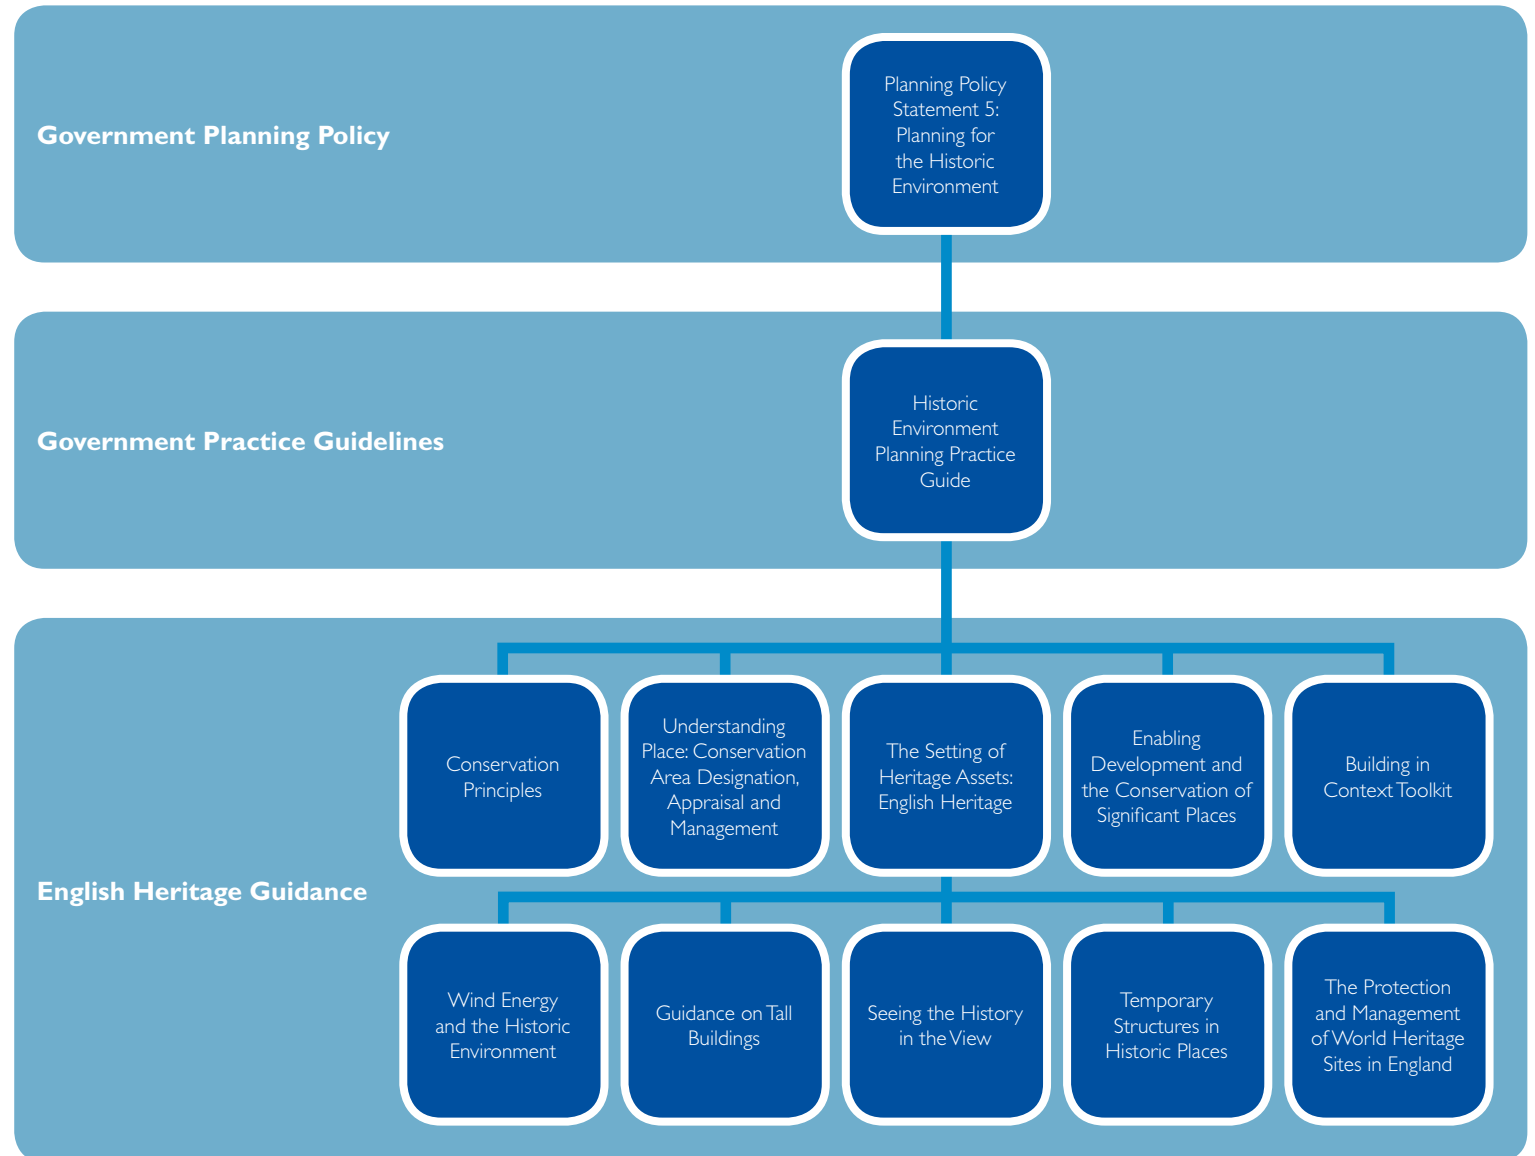 Government Planning Policy
Planning Policy
Statement 5:
Planning for
the Historic
Environment
Government Practice Guidelines
Historic
Environment
Planning Practice
Guide
English Heritage Guidance
Conservation
Principles
Understanding
Place: Conservation
Area Designation,
Appraisal and
Management
The Setting of
Heritage Assets:
English Heritage
Enabling
Development and
the Conservation of
Significant Places
Building in
Context Toolkit
Wind Energy
and the Historic
Environment
Guidance on Tall
Buildings
Seeing the History
in the View
Temporary
Structures in
Historic Places
The Protection
and Management
of World Heritage
Sites in England